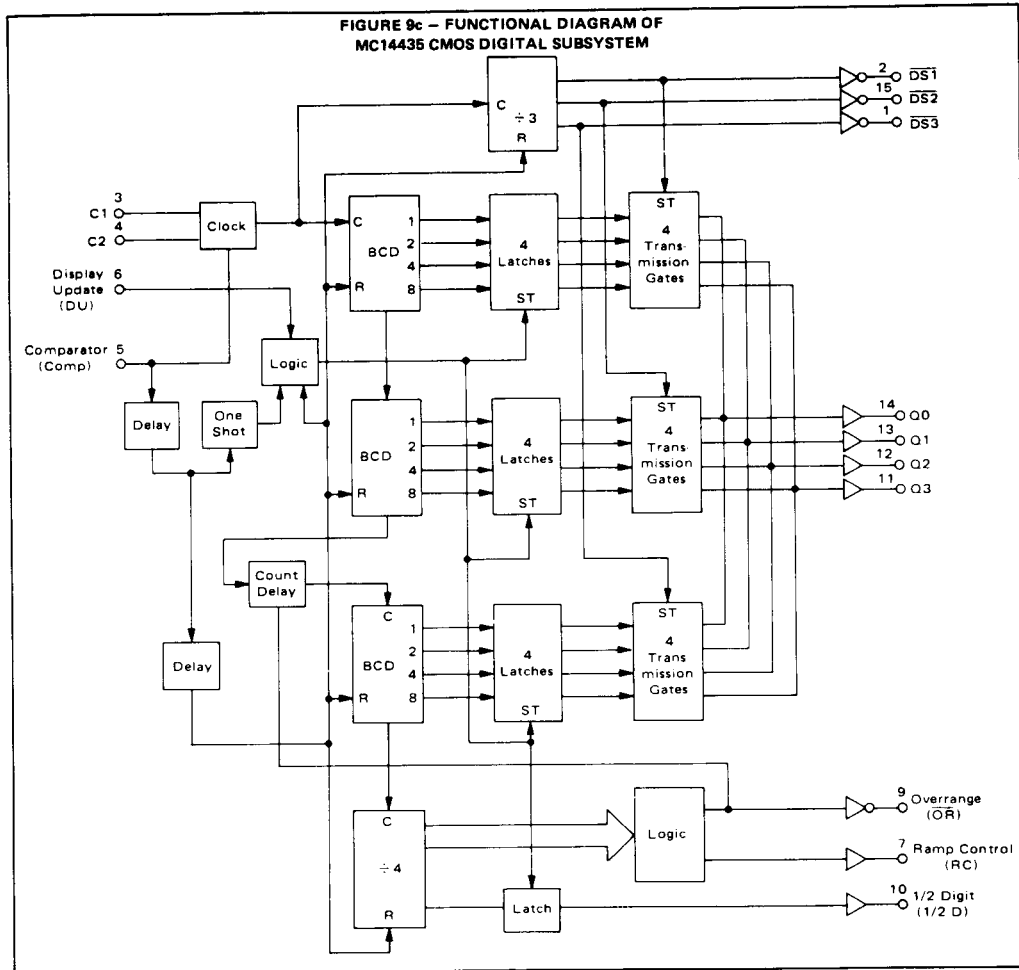 FIGURE 9c – FUNCTIONAL DIAGRAM OF
MC14435 CMOS DIGITAL SUBSYSTEM
C
÷3
R
2
DS1
15
DS2
1
DS3
3
C1
4
C2
Clock
C
BCD
R
1
2
4
8
4
Latches
ST
ST
4
Trans-
mission
Gates
Display 6
Update
(DU)
Comparator 5
(Comp)
Logic
Delay
One
Shot
BCD
R
1
2
4
8
4
Latches
ST
ST
4
Trans-
mission
Gates
14
Q0
13
Q1
12
Q2
11
Q3
Count
Delay
Delay
C
BCD
R
1
2
4
8
4
Latches
ST
ST
4
Trans
mission
Gates
C
÷4
R
Logic
Latch
9
Overrange
(OR)
7
Ramp Control
(RC)
10
1/2 Digit
(1/2 D)